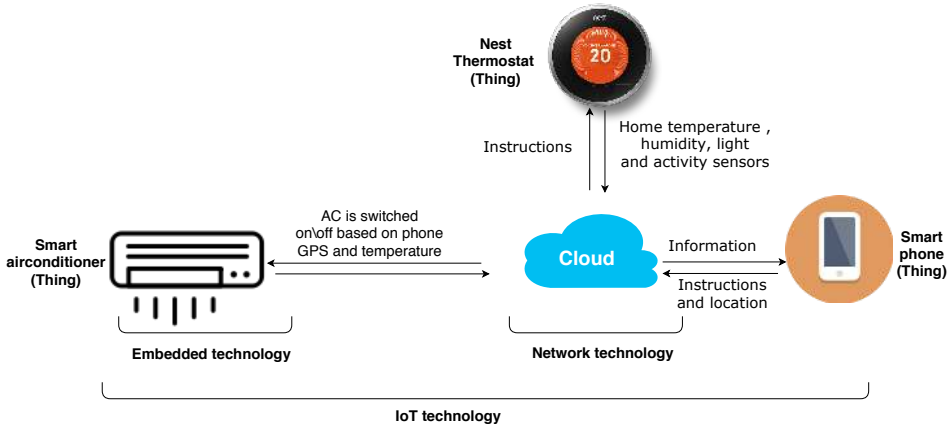 Nest
Thermostat
(Thing)
nest
20
Instructions
Home temperature ,
humidity, light
and activity sensors
AC is switched
on\off based on phone
GPS and temperature
Smart
airconditioner
(Thing)
Cloud
Information
Instructions
and location
Smart
phone
(Thing)
Embedded technology
Network technology
IoT technology